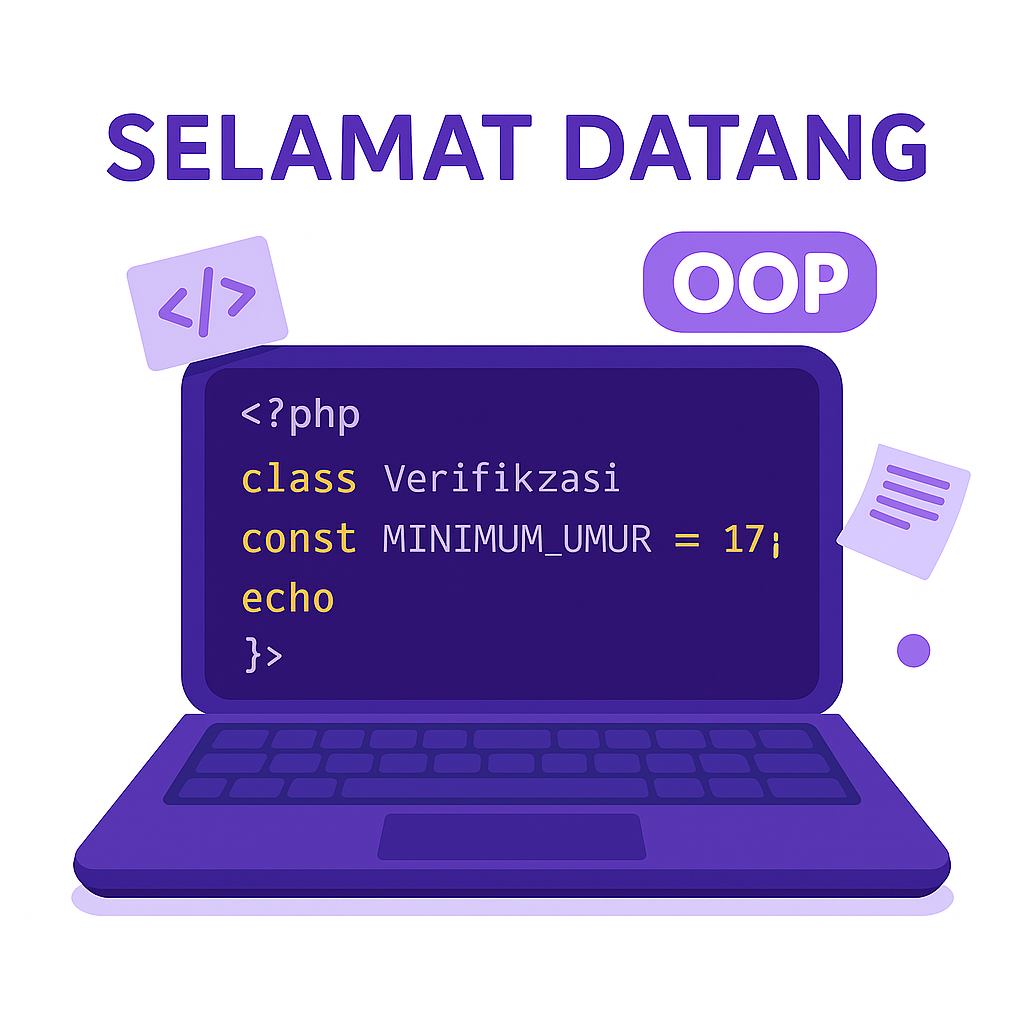 SELAMAT DATANG
</>
OOP
<?php
class Verifikzasi
const MINIMUM_UMUR = 17;
echo
}>